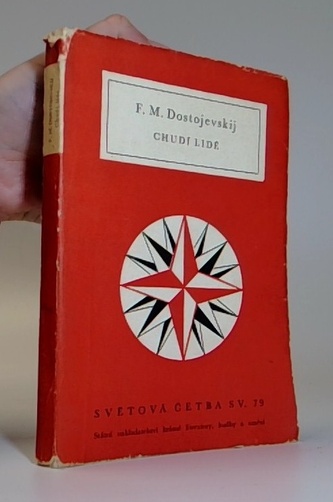 F. M. Dostojevskij
CHUDÍ LIDÉ
SVĚTOVÁ ČETBA SV. 79
Státní nakladatelství krásné literatury, hudby a umění